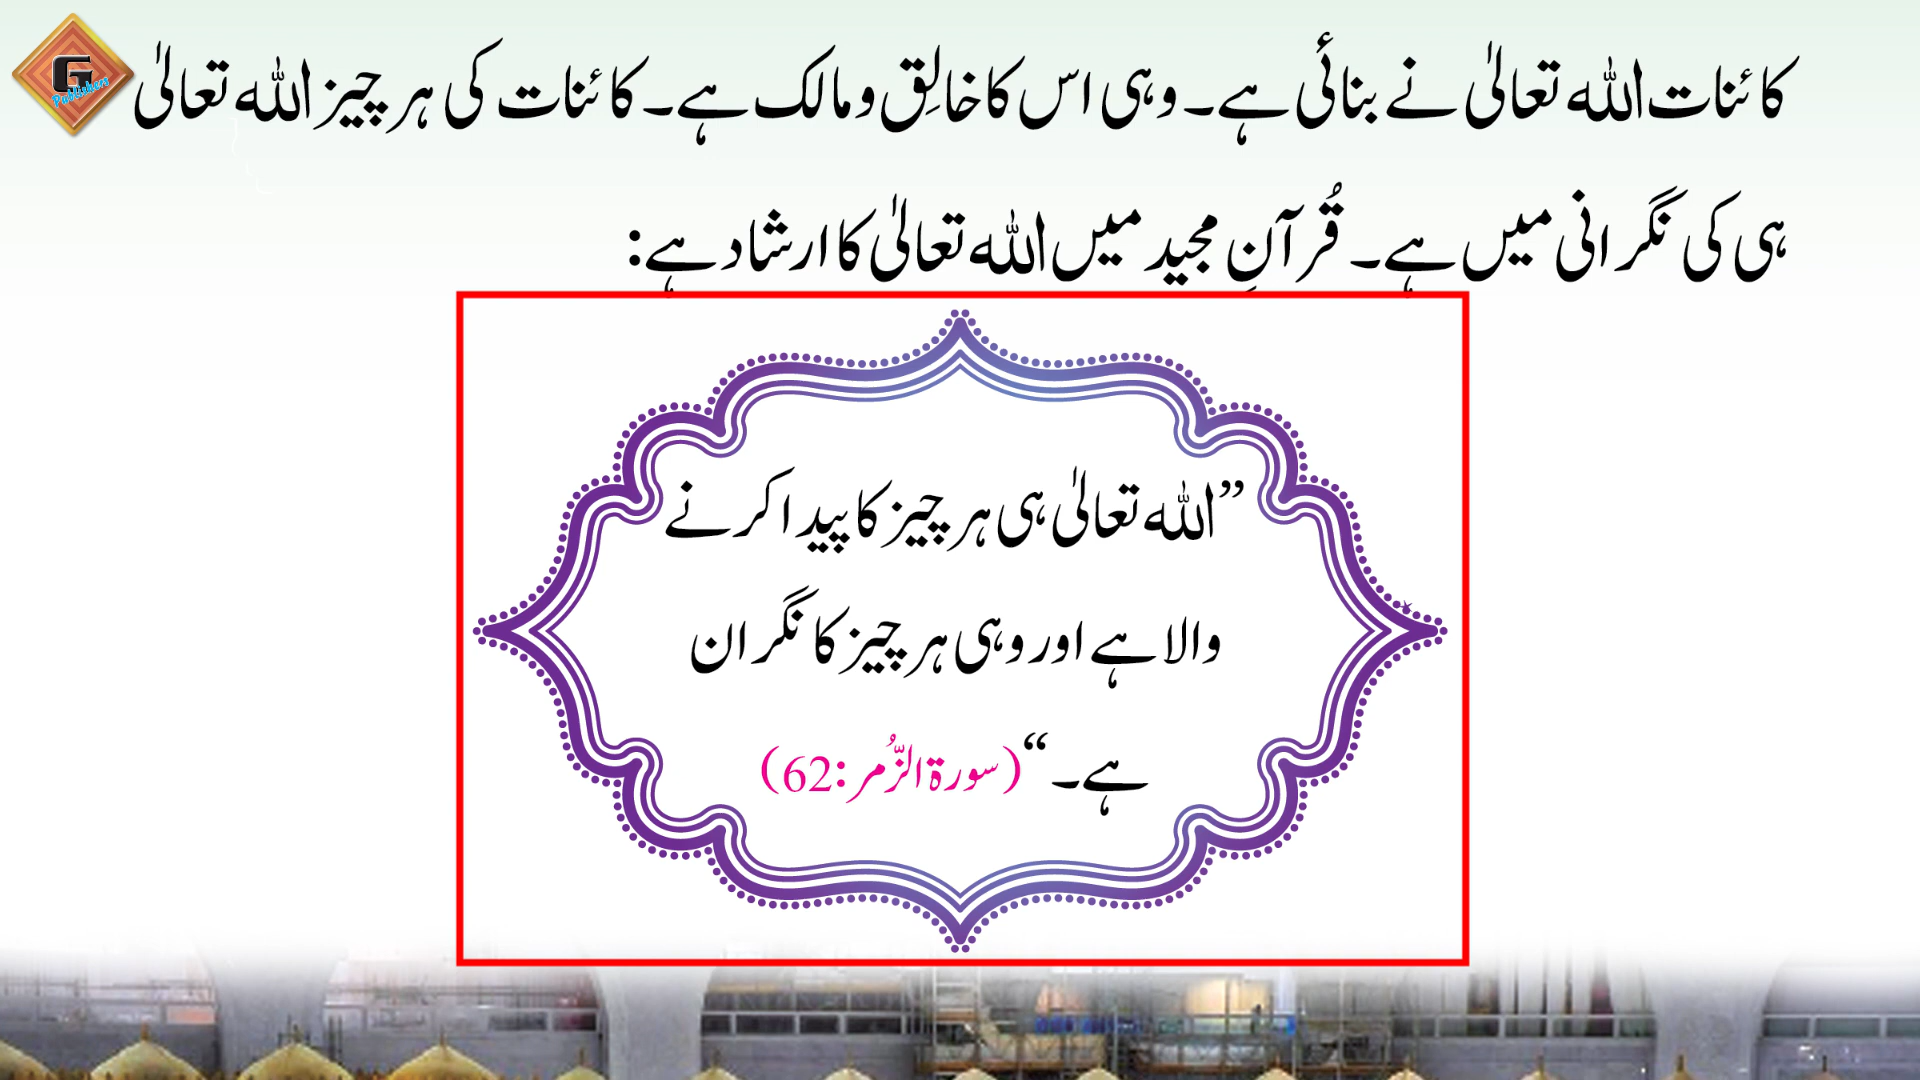 کائنات اللہ تعالیٰ نے بنائی ہے۔ وہی اس کا خالِق و مالک ہے۔ کائنات کی ہر چیز اللہ تعالیٰ
ہی کی نگرانی میں ہے۔ قُرآنِ مجید میں اللہ تعالیٰ کا ارشاد ہے:
”اللہ تعالیٰ ہی ہر چیز کا پیدا کرنے
والا ہے اور وہی ہر چیز کا نگران
ہے۔“ (سورۃ الزُّمر:62)
G
Publishers